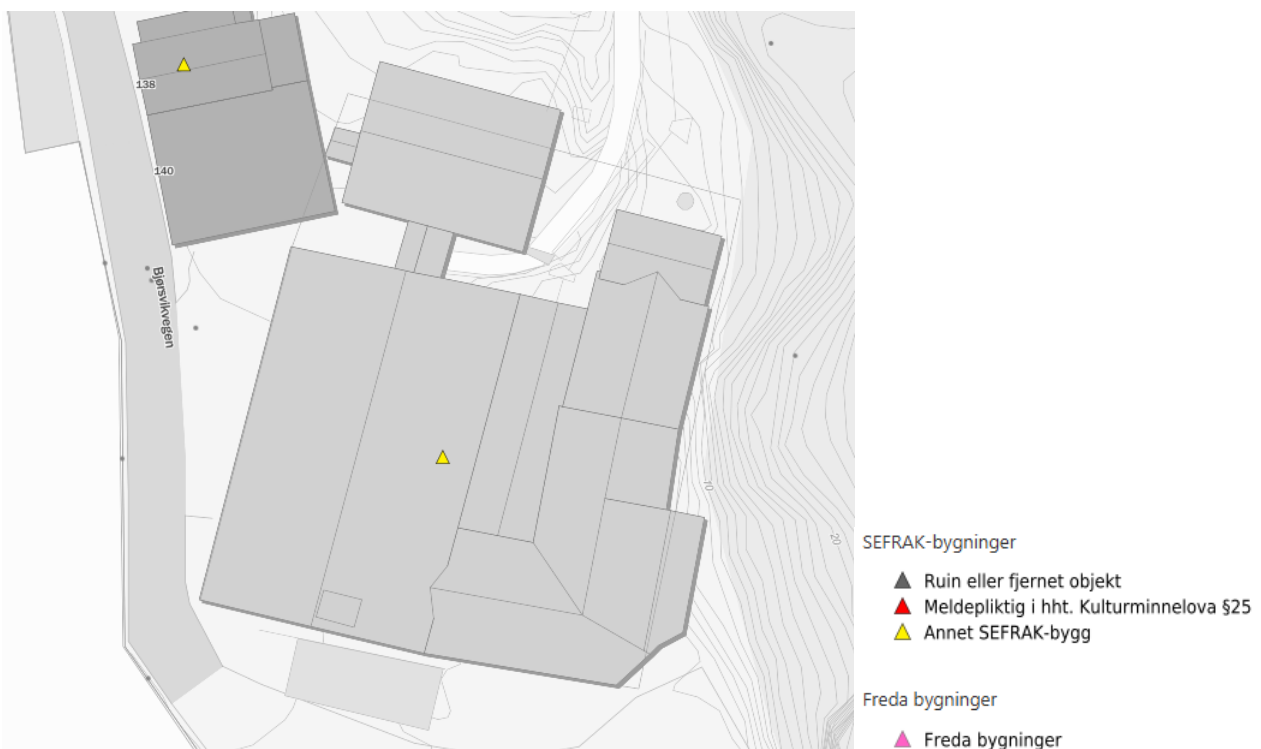 138
140
Bjørsvikvegen
10
20
SEFRAK-bygninger
Ruin eller fjernet objekt
Meldepliktig i hht. Kulturminnelova §25
Annet SEFRAK-bygg
Freda bygninger
Freda bygninger